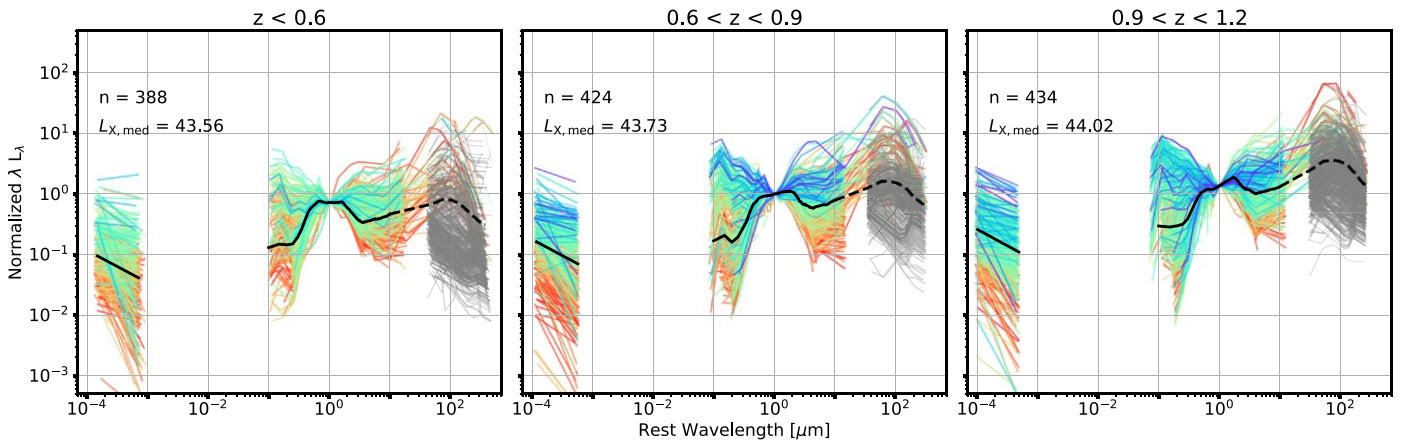 z < 0.6
0.6 < z < 0.9
0.9 < z < 1.2
n = 388
L_X,med = 43.56
n = 424
L_X,med = 43.73
n = 434
L_X,med = 44.02
Normalized λ L_λ
10^2
10^1
10^0
10^-1
10^-2
10^-3
10^-4 10^-2 10^0 10^2
10^-4 10^-2 10^0 10^2
10^-4 10^-2 10^0 10^2
Rest Wavelength [μm]